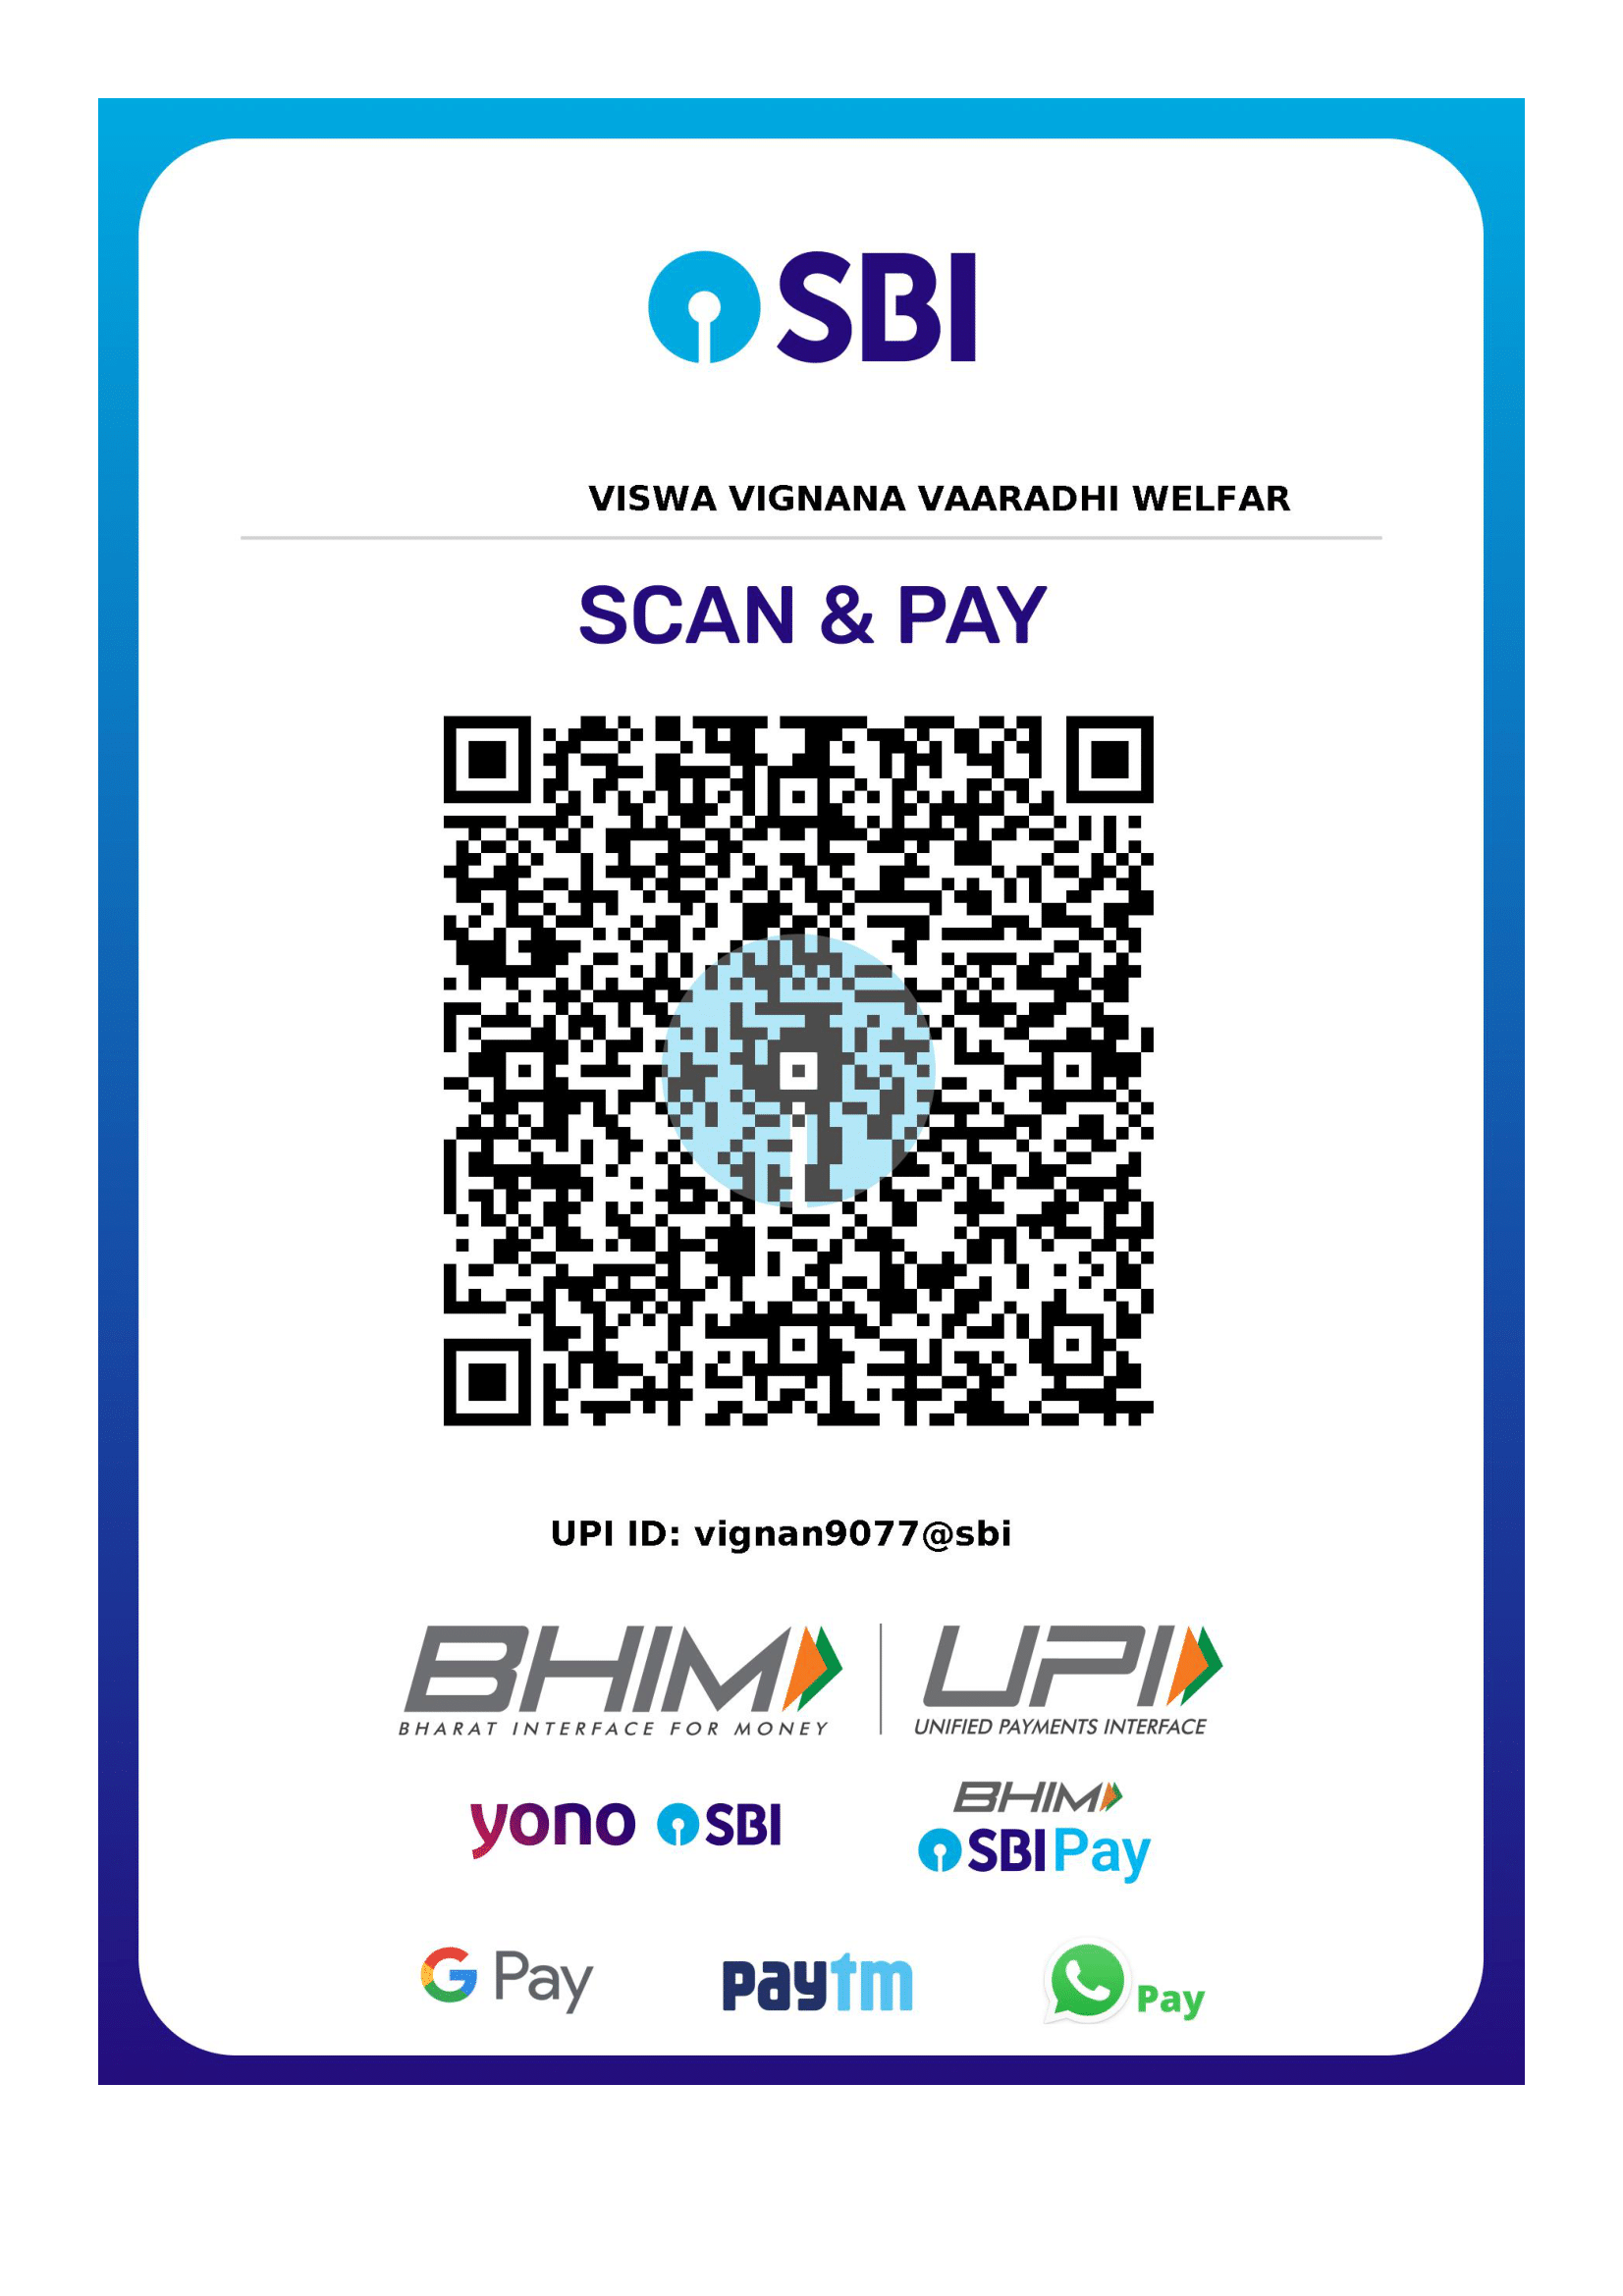 SBI
VISWA VIGNANA VAARADHI WELFAR
SCAN & PAY
UPI ID: vignan9077@sbi
BHIM UPI
BHARAT INTERFACE FOR MONEY UNIFIED PAYMENTS INTERFACE
BHIM
yono SBI SBI Pay
G Pay paytm Pay